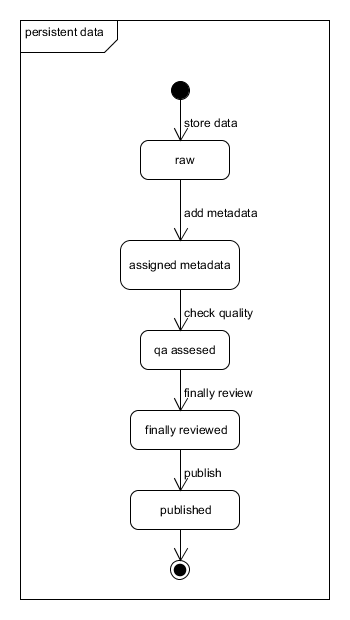 persistent data
store data
raw
add metadata
assigned metadata
check quality
qa assesed
finally review
finally reviewed
publish
published